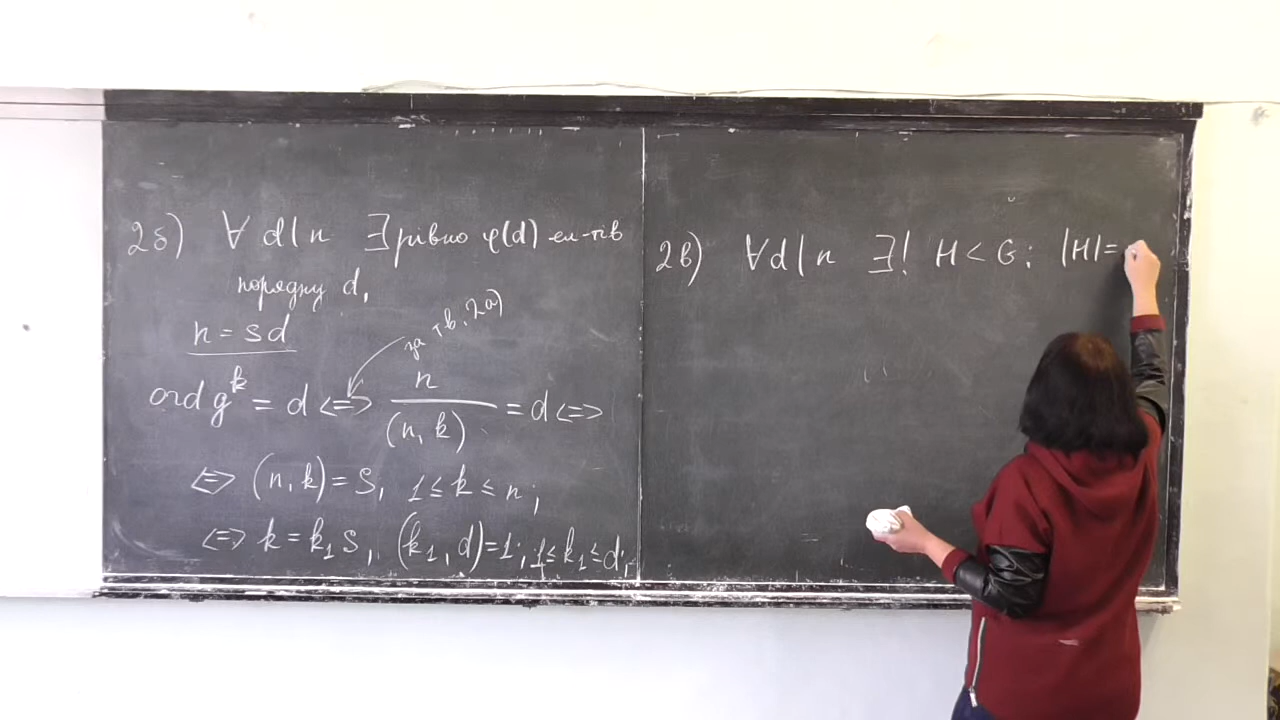 2б) ∀ d | n ∃ рівно φ(d) ел-тів
порядку d,
n = sd
за тв. 2а)
ord g^k = d <=> n/(n, k) = d <=>
<=> (n, k) = s, 1 ≤ k ≤ n;
<=> k = k₁s, (k₁, d) = 1; 1 ≤ k₁ ≤ d;
2в) ∀ d | n ∃! H < G: |H| =